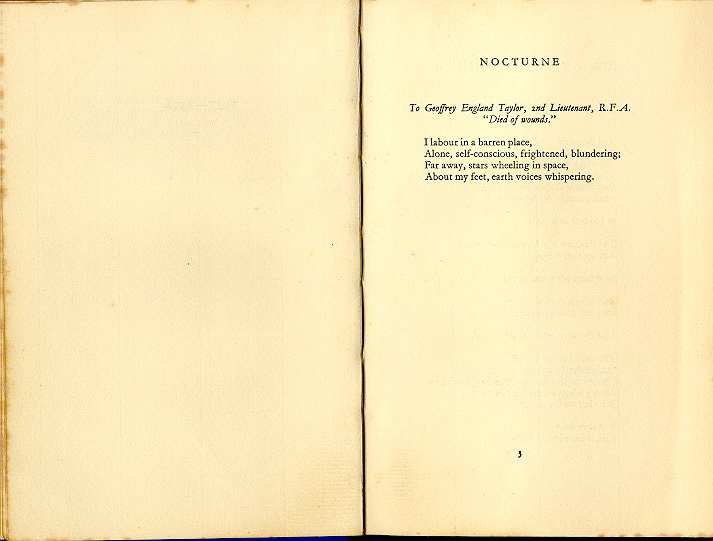 NOCTURNE
To Geoffrey England Taylor, 2nd Lieutenant, R.F.A.
"Died of wounds."
I labour in a barren place,
Alone, self-conscious, frightened, blundering;
Far away, stars wheeling in space,
About my feet, earth voices whispering.
3